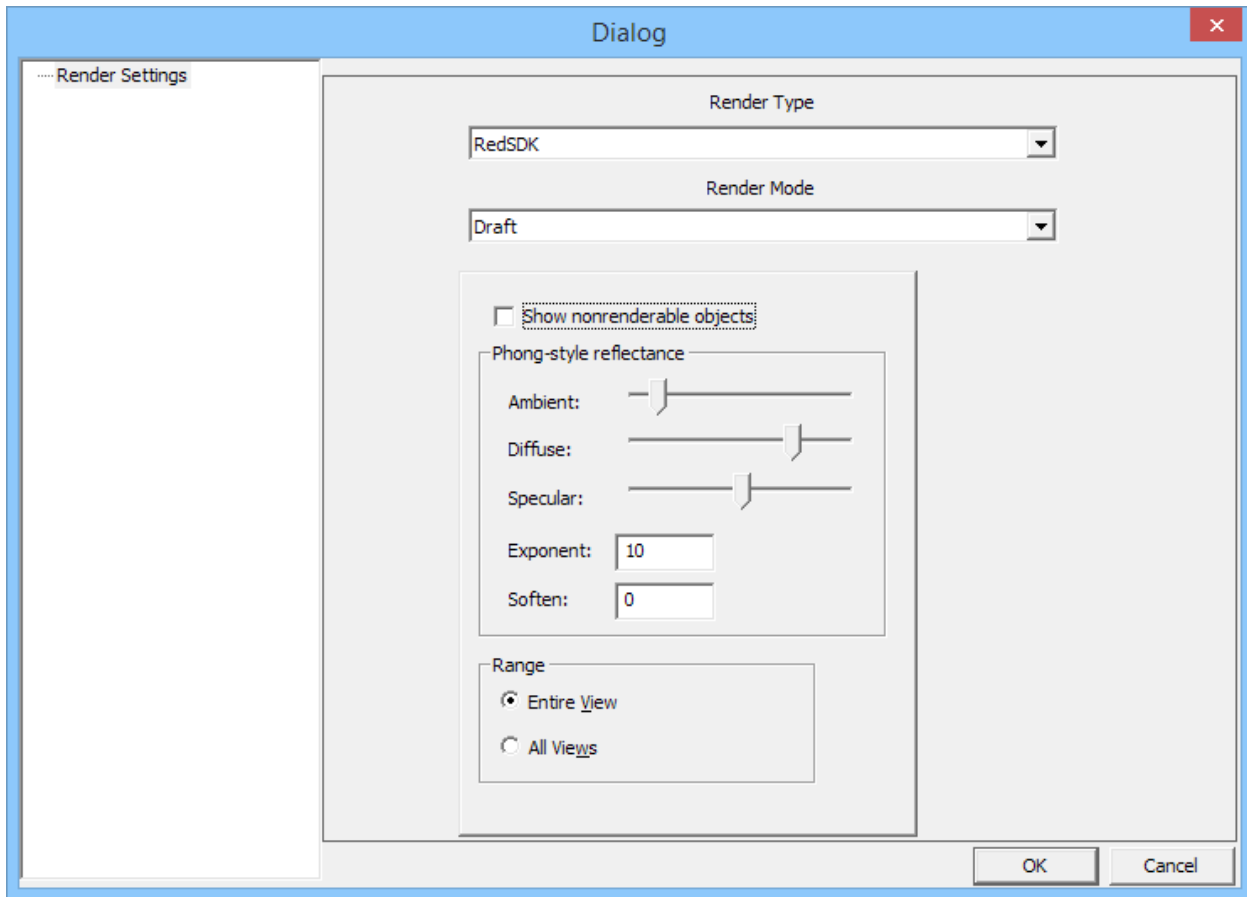 Dialog
Render Settings
Render Type
RedSDK
Render Mode
Draft
Show nonrenderable objects
Phong-style reflectance
Ambient:
Diffuse:
Specular:
Exponent: 10
Soften: 0
Range
Entire View
All Views
OK Cancel